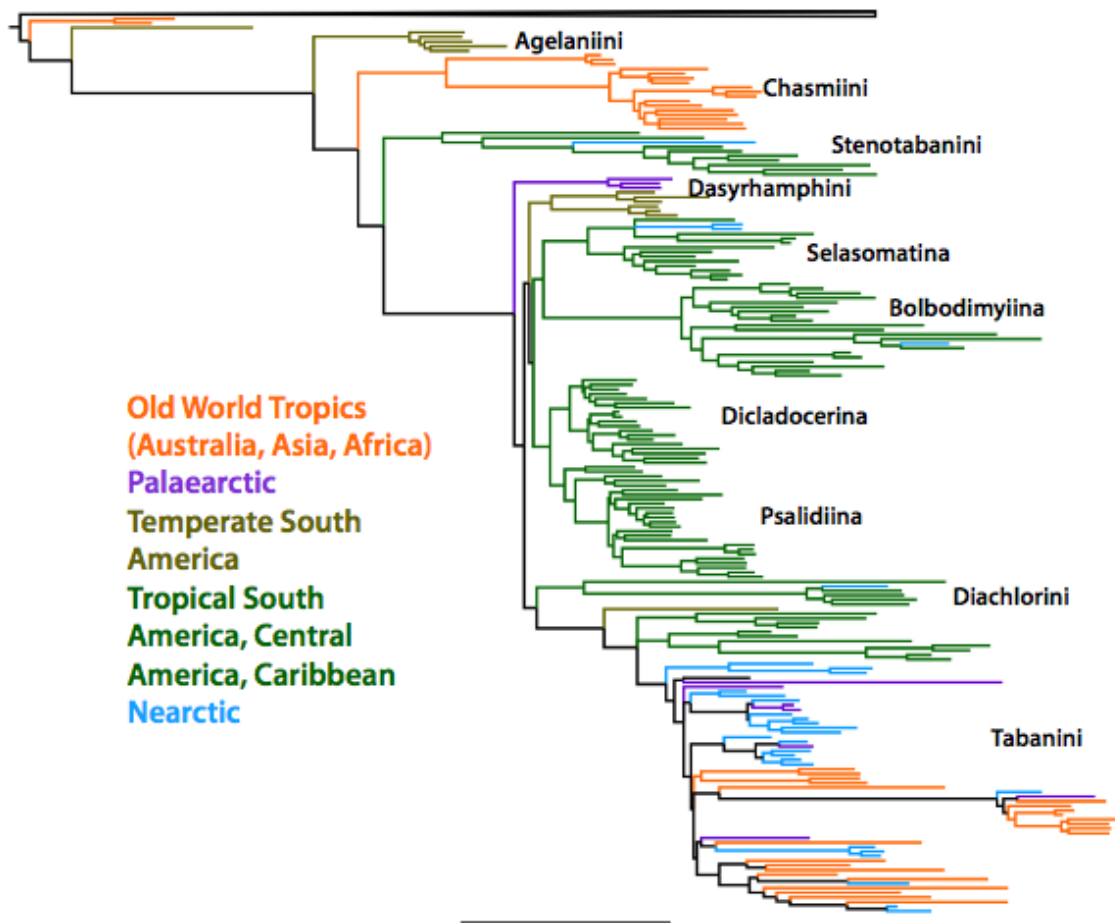 Agelaniini
Chasmiini
Stenotabanini
Dasyrhamphini
Selasomatina
Bolbodimyiina
Old World Tropics
(Australia, Asia, Africa)
Palaearctic
Temperate South
America
Tropical South
America, Central
America, Caribbean
Nearctic
Dicladocerina
Psalidiina
Diachlorini
Tabanini